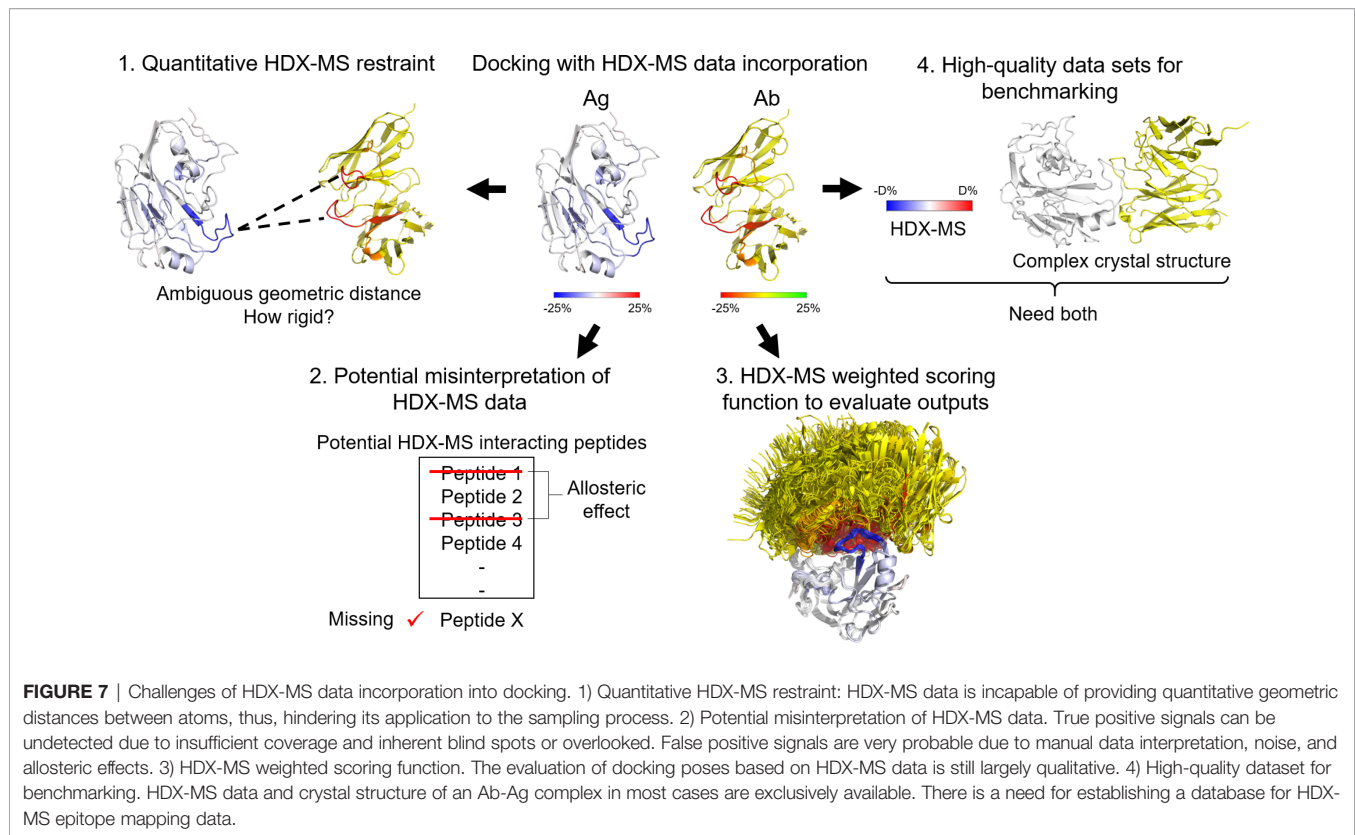 1. Quantitative HDX-MS restraint
Docking with HDX-MS data incorporation
Ag
Ab
4. High-quality data sets for
benchmarking
-D%
D%
HDX-MS
Complex crystal structure
Need both
Ambiguous geometric distance
How rigid?
-25%
25%
-25%
25%
2. Potential misinterpretation of
HDX-MS data
Potential HDX-MS interacting peptides
Peptide 1
Peptide 2
Peptide 3
Peptide 4
-
-
Allosteric
effect
Missing ✓ Peptide X
3. HDX-MS weighted scoring
function to evaluate outputs
FIGURE 7 | Challenges of HDX-MS data incorporation into docking. 1) Quantitative HDX-MS restraint: HDX-MS data is incapable of providing quantitative geometric
distances between atoms, thus, hindering its application to the sampling process. 2) Potential misinterpretation of HDX-MS data. True positive signals can be
undetected due to insufficient coverage and inherent blind spots or overlooked. False positive signals are very probable due to manual data interpretation, noise, and
allosteric effects. 3) HDX-MS weighted scoring function. The evaluation of docking poses based on HDX-MS data is still largely qualitative. 4) High-quality dataset for
benchmarking. HDX-MS data and crystal structure of an Ab-Ag complex in most cases are exclusively available. There is a need for establishing a database for HDX-
MS epitope mapping data.